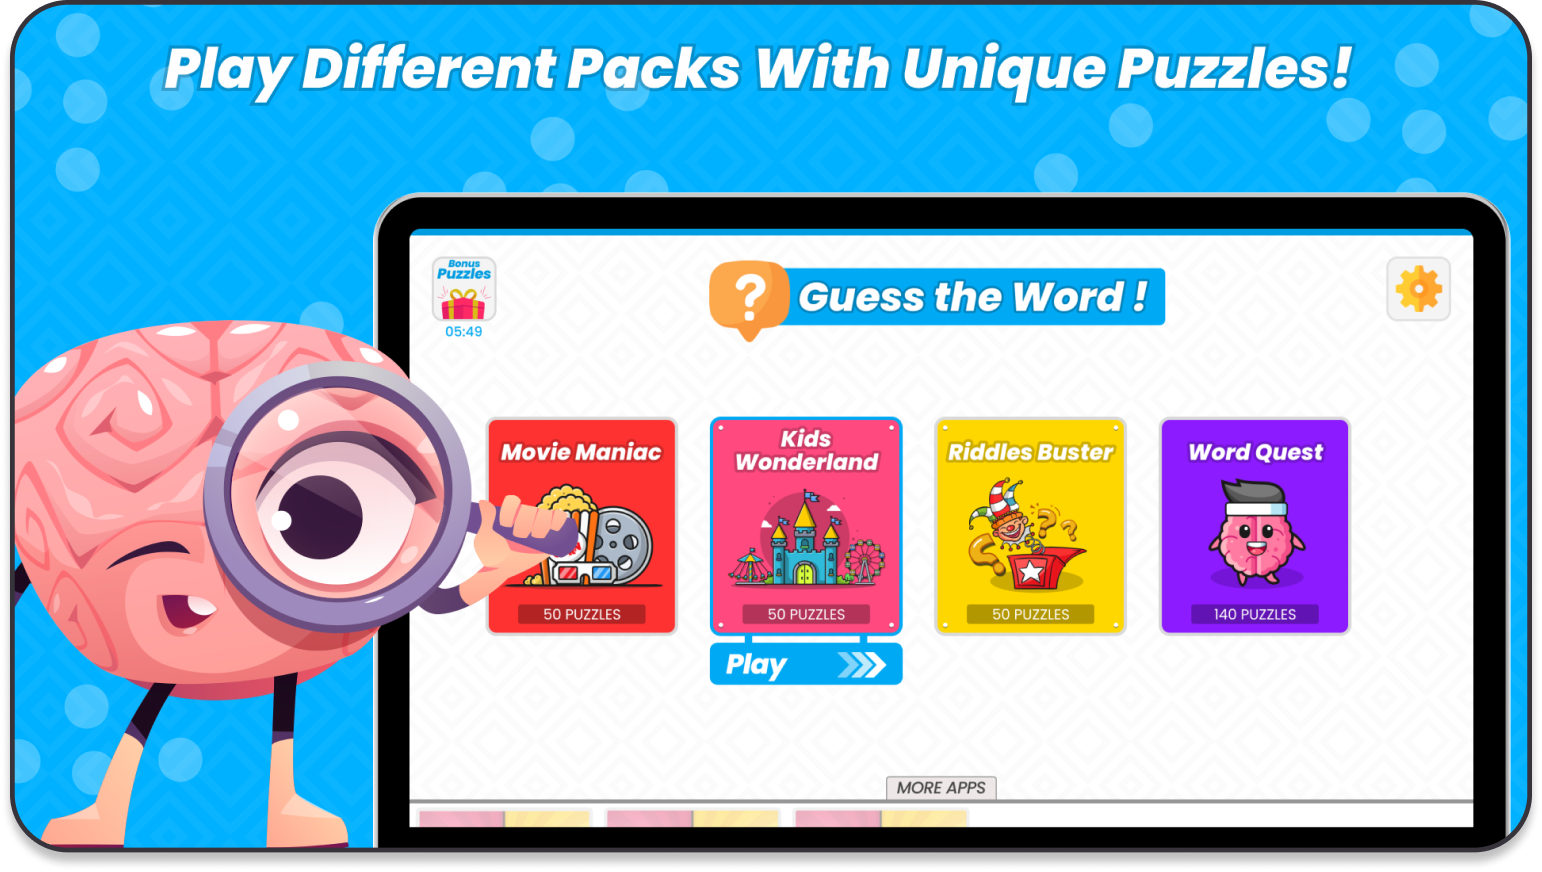 Play Different Packs With Unique Puzzles!
Bonus
Puzzles
05:49
?
Guess the Word !
Movie Maniac
50 PUZZLES
Kids
Wonderland
50 PUZZLES
Play
Riddles Buster
50 PUZZLES
Word Quest
140 PUZZLES
MORE APPS